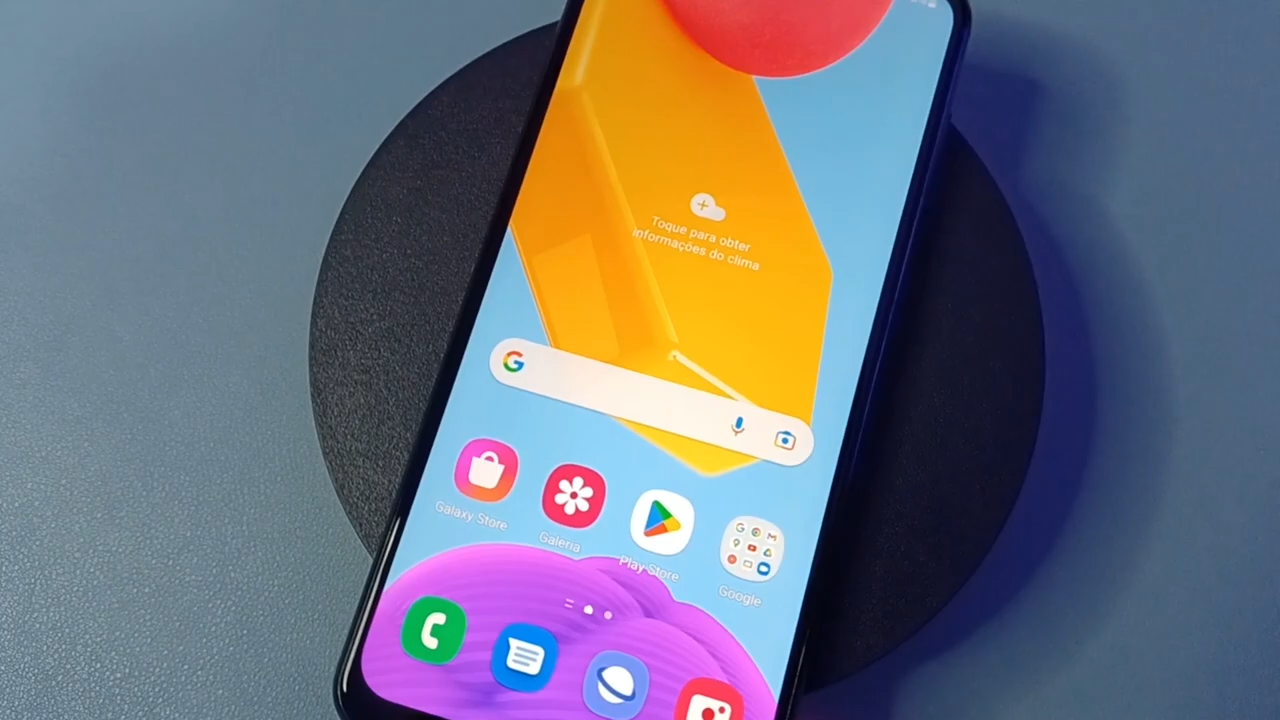 Toque para obter
informações do clima
Galaxy Store
Galeria
Play Store
Google